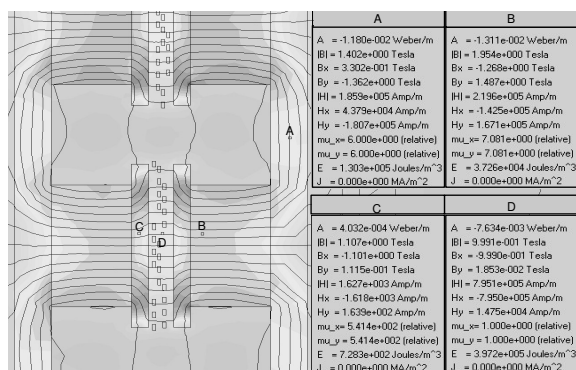 A
A = -1.180e-002 Weber/m
|B| = 1.402e+000 Tesla
Bx = 3.302e-001 Tesla
By = -1.362e+000 Tesla
|H| = 1.859e+005 Amp/m
Hx = 4.379e+004 Amp/m
Hy = -1.807e+005 Amp/m
mu_x= 6.000e+000 (relative)
mu_y = 6.000e+000 (relative)
E = 1.303e+005 Joules/m^3
J = 0.000e+000 MA/m^2
B
A = -1.311e-002 Weber/m
|B| = 1.954e+000 Tesla
Bx = -1.268e+000 Tesla
By = 1.487e+000 Tesla
|H| = 2.196e+005 Amp/m
Hx = -1.425e+005 Amp/m
Hy = 1.671e+005 Amp/m
mu_x= 7.081e+000 (relative)
mu_y = 7.081e+000 (relative)
E = 3.726e+004 Joules/m^3
J = 0.000e+000 MA/m^2
A
C
B
D
C
A = 4.032e-004 Weber/m
|B| = 1.107e+000 Tesla
Bx = -1.101e+000 Tesla
By = 1.115e-001 Tesla
|H| = 1.627e+003 Amp/m
Hx = -1.618e+003 Amp/m
Hy = 1.639e+002 Amp/m
mu_x= 5.414e+002 (relative)
mu_y = 5.414e+002 (relative)
E = 7.283e+002 Joules/m^3
J = 0.000e+000 MA/m^2
D
A = -7.634e-003 Weber/m
|B| = 9.991e-001 Tesla
Bx = -9.990e-001 Tesla
By = 1.853e-002 Tesla
|H| = 7.951e+005 Amp/m
Hx = -7.950e+005 Amp/m
Hy = 1.475e+004 Amp/m
mu_x= 1.000e+000 (relative)
mu_y = 1.000e+000 (relative)
E = 3.972e+005 Joules/m^3
J = 0.000e+000 MA/m^2